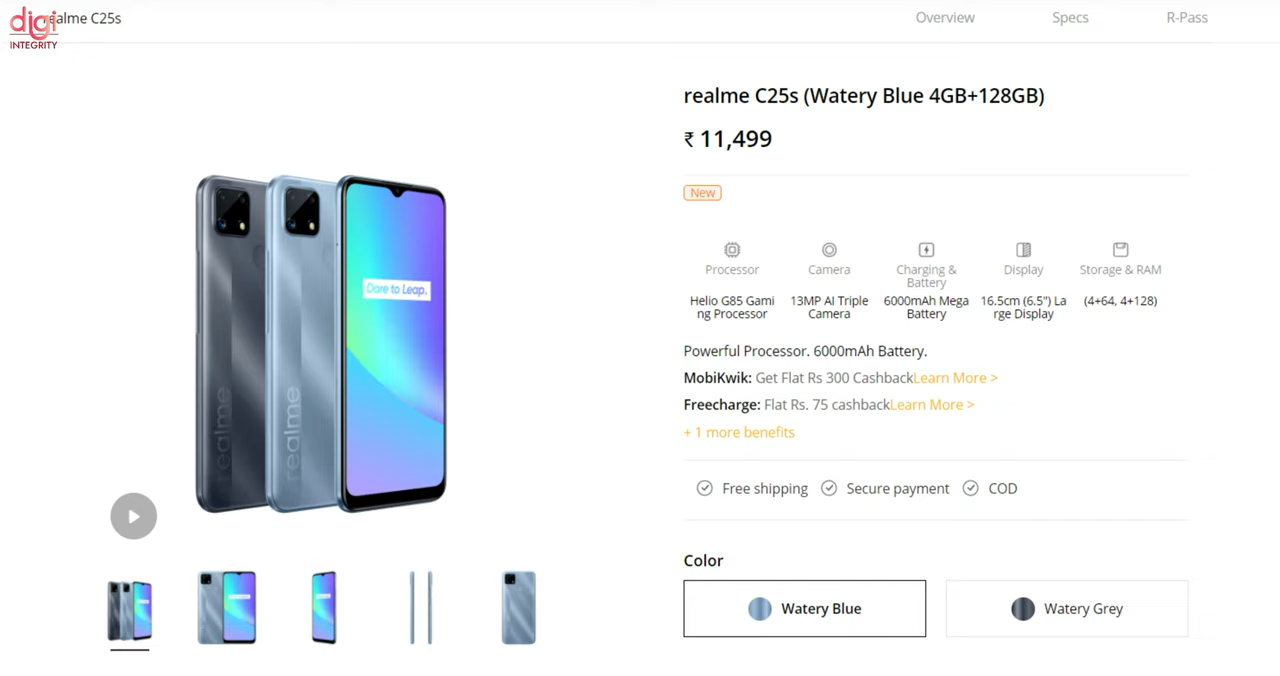 digi
INTEGRITY
realme C25s
Overview
Specs
R-Pass
realme C25s (Watery Blue 4GB+128GB)
₹ 11,499
New
Processor
Camera
Charging &
Battery
Display
Storage & RAM
Helio G85 Gami
ng Processor
13MP AI Triple
Camera
6000mAh Mega
Battery
16.5cm (6.5") La
rge Display
(4+64, 4+128)
Powerful Processor. 6000mAh Battery.
MobiKwik: Get Flat Rs 300 CashbackLearn More >
Freecharge: Flat Rs. 75 cashbackLearn More >
+ 1 more benefits
Free shipping
Secure payment
COD
Color
Watery Blue
Watery Grey
realme
realme
Dare to Leap.